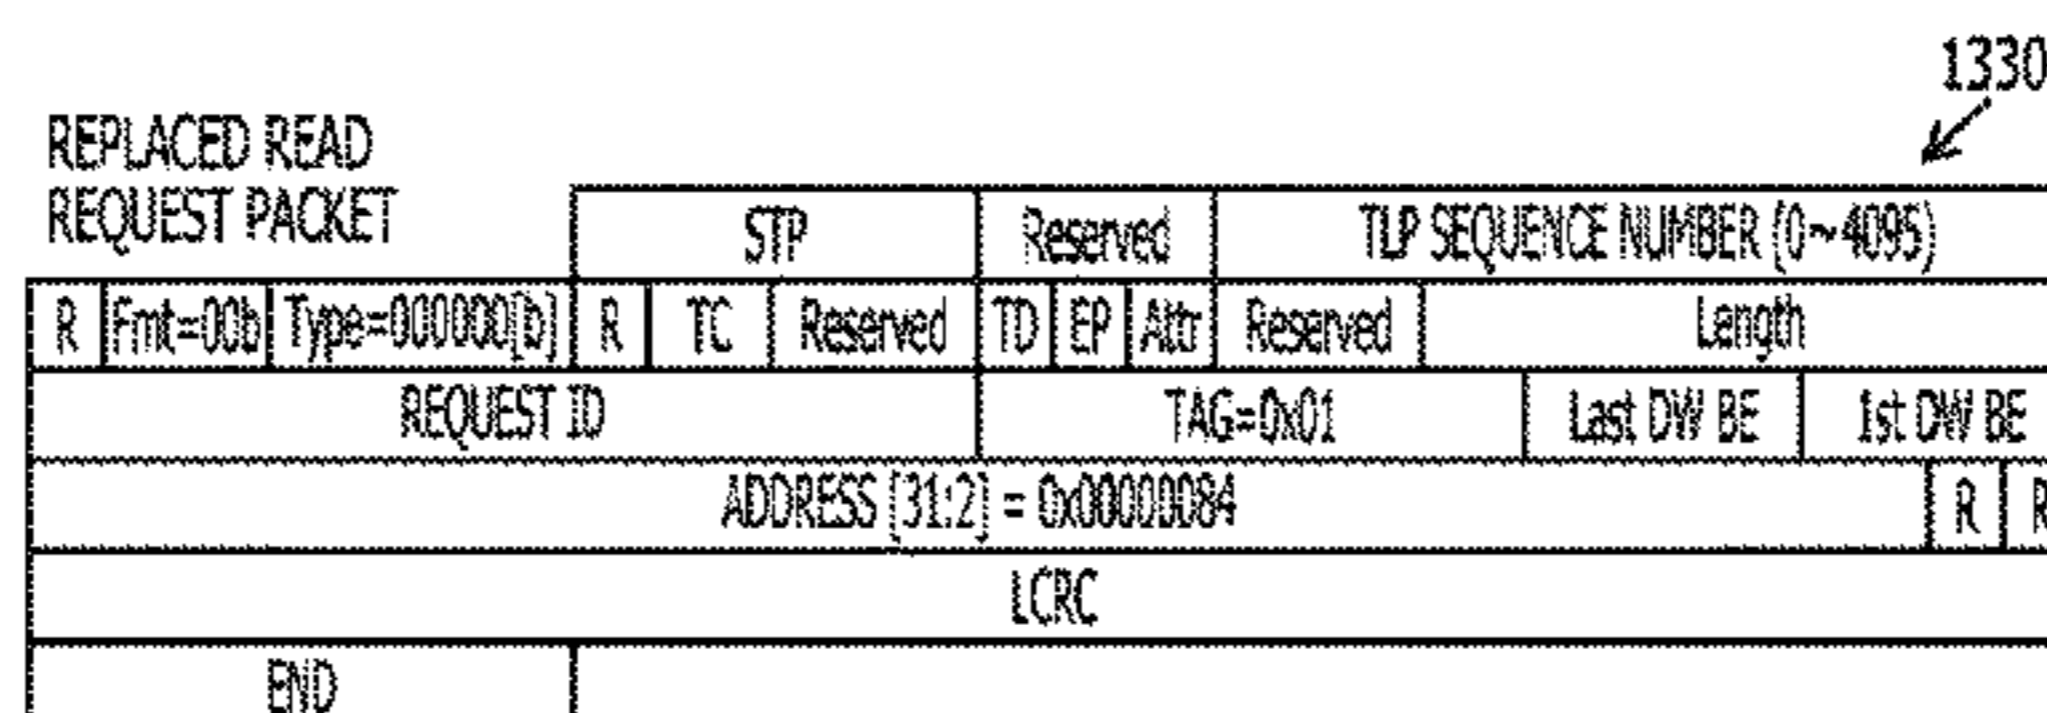 1330
REPLACED READ
REQUEST PACKET
STP Reserved TLP SEQUENCE NUMBER (0~4095)
R Fmt=00b Type=000000[b] R TC Reserved TD EP Attr Reserved Length
REQUEST ID TAG=0x01 Last DW BE 1st DW BE
ADDRESS [31:2] = 0x00000084 R R
LCRC
END